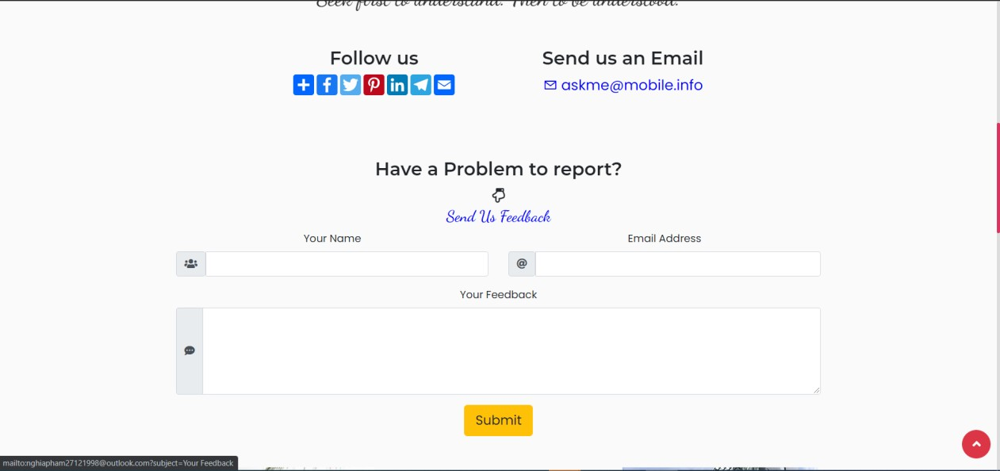 Seek first to understand. Then to be understood.
Follow us
Send us an Email
askme@mobile.info
Have a Problem to report?
Send Us Feedback
Your Name
Email Address
@
Your Feedback
Submit
mailto:nghiapham27121998@outlook.com?subject=Your Feedback